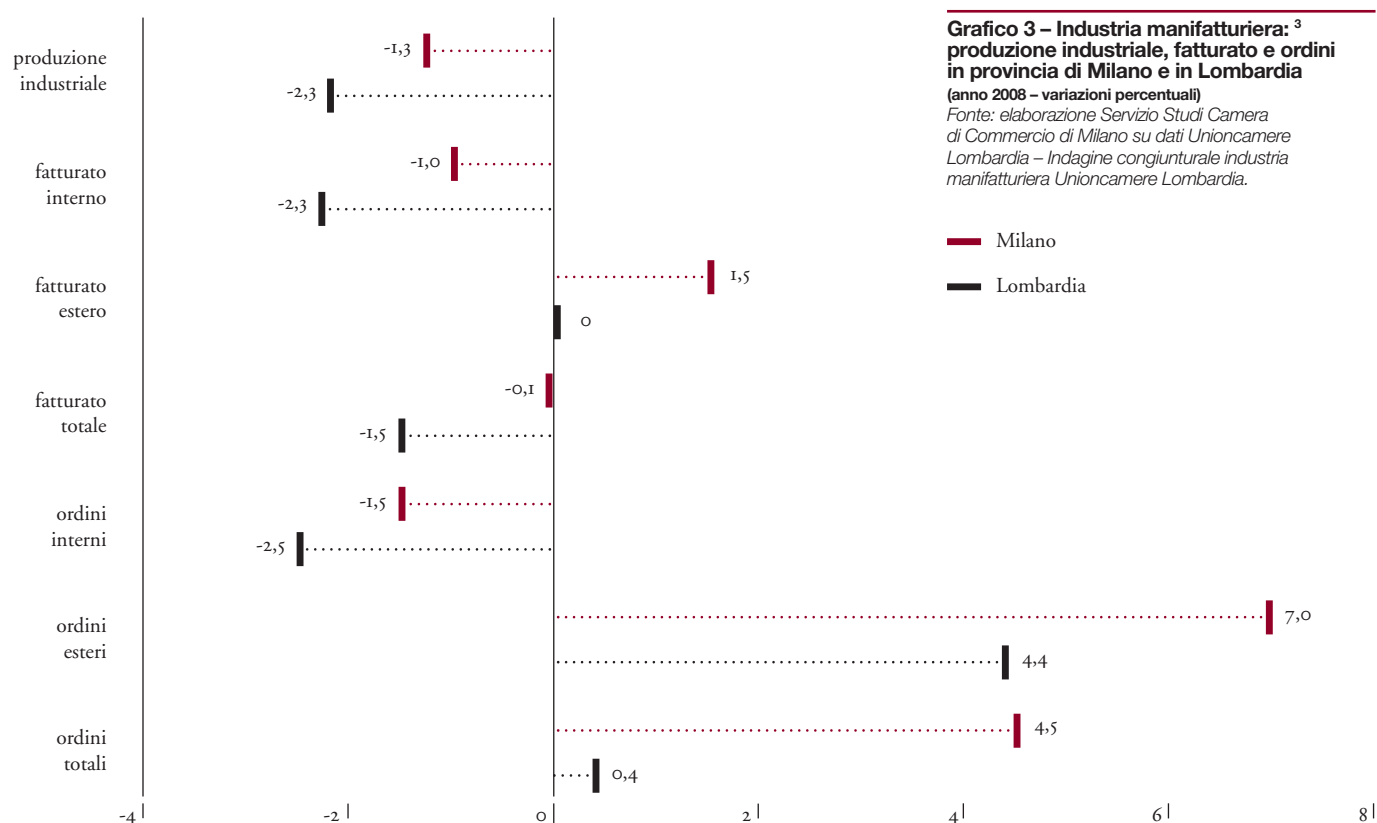 Grafico 3 – Industria manifatturiera: ³
produzione industriale, fatturato e ordini
in provincia di Milano e in Lombardia
(anno 2008 – variazioni percentuali)
Fonte: elaborazione Servizio Studi Camera
di Commercio di Milano su dati Unioncamere
Lombardia – Indagine congiunturale industria
manifatturiera Unioncamere Lombardia.
Milano
Lombardia
produzione
industriale
-1,3
-2,3
fatturato
interno
-1,0
-2,3
fatturato
estero
1,5
0
fatturato
totale
-0,1
-1,5
ordini
interni
-1,5
-2,5
ordini
esteri
7,0
4,4
ordini
totali
4,5
0,4
-4 -2 0 2 4 6 8